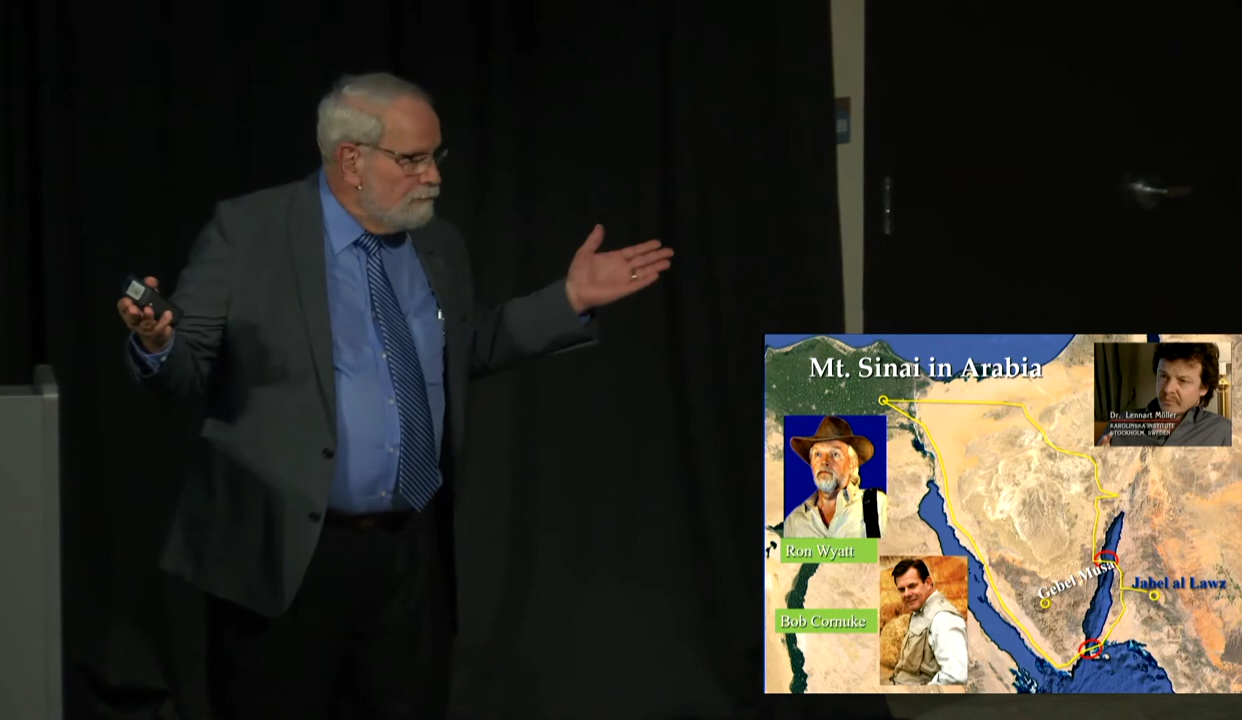 Mt. Sinai in Arabia
Dr. Lennart Möller
KAROLINSKA INSTITUTE
STOCKHOLM, SWEDEN
Ron Wyatt
Gebel Musa
Jabel al Lawz
Bob Cornuke